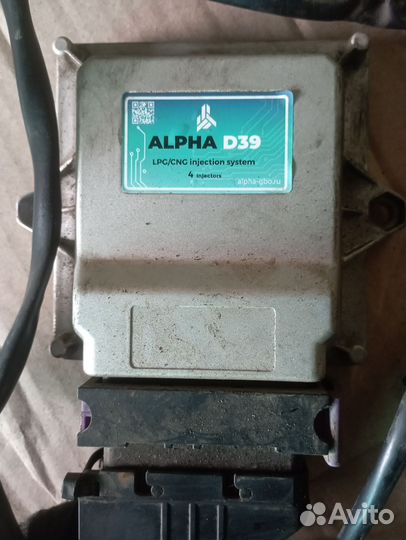 ALPHA D39
LPG/CNG injection system
4 injectors
alpha-gbo.ru
Avito